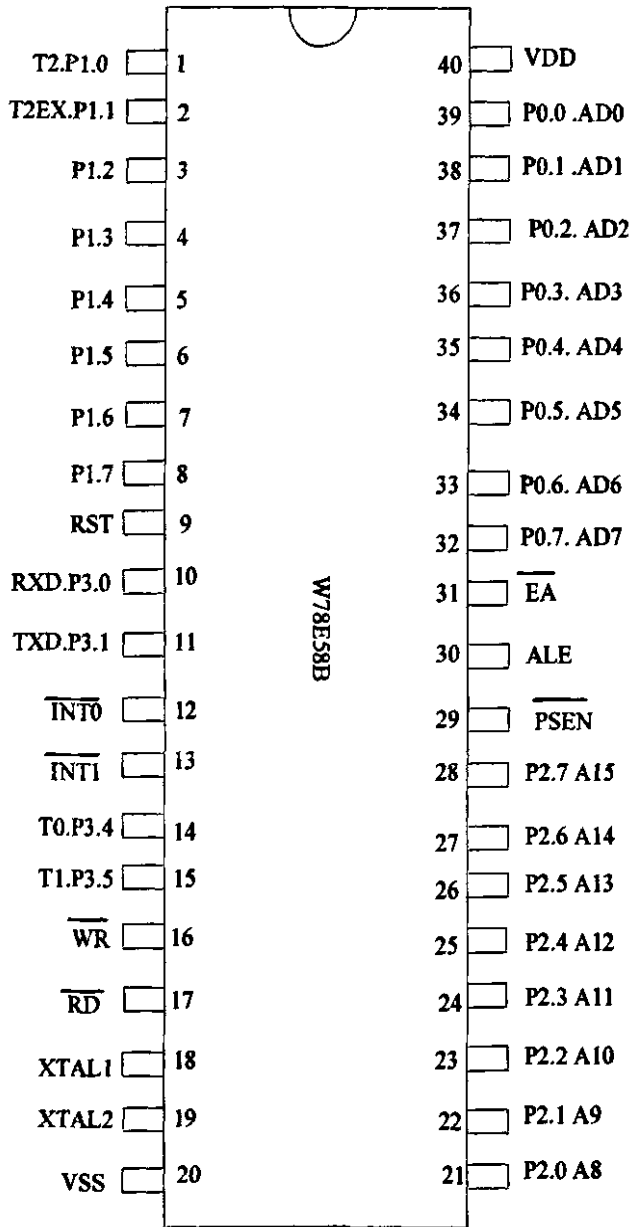 T2.P1.0 1 40 VDD
T2EX.P1.1 2 39 P0.0 .AD0
P1.2 3 38 P0.1 .AD1
P1.3 4 37 P0.2. AD2
P1.4 5 36 P0.3. AD3
P1.5 6 35 P0.4. AD4
P1.6 7 34 P0.5. AD5
P1.7 8 33 P0.6. AD6
RST 9 32 P0.7. AD7
RXD.P3.0 10 31 E̅A̅
TXD.P3.1 11 30 ALE
I̅N̅T̅0̅ 12 29 P̅S̅E̅N̅
I̅N̅T̅1̅ 13 28 P2.7 A15
T0.P3.4 14 27 P2.6 A14
T1.P3.5 15 26 P2.5 A13
W̅R̅ 16 25 P2.4 A12
R̅D̅ 17 24 P2.3 A11
XTAL1 18 23 P2.2 A10
XTAL2 19 22 P2.1 A9
VSS 20 21 P2.0 A8
W78E58B